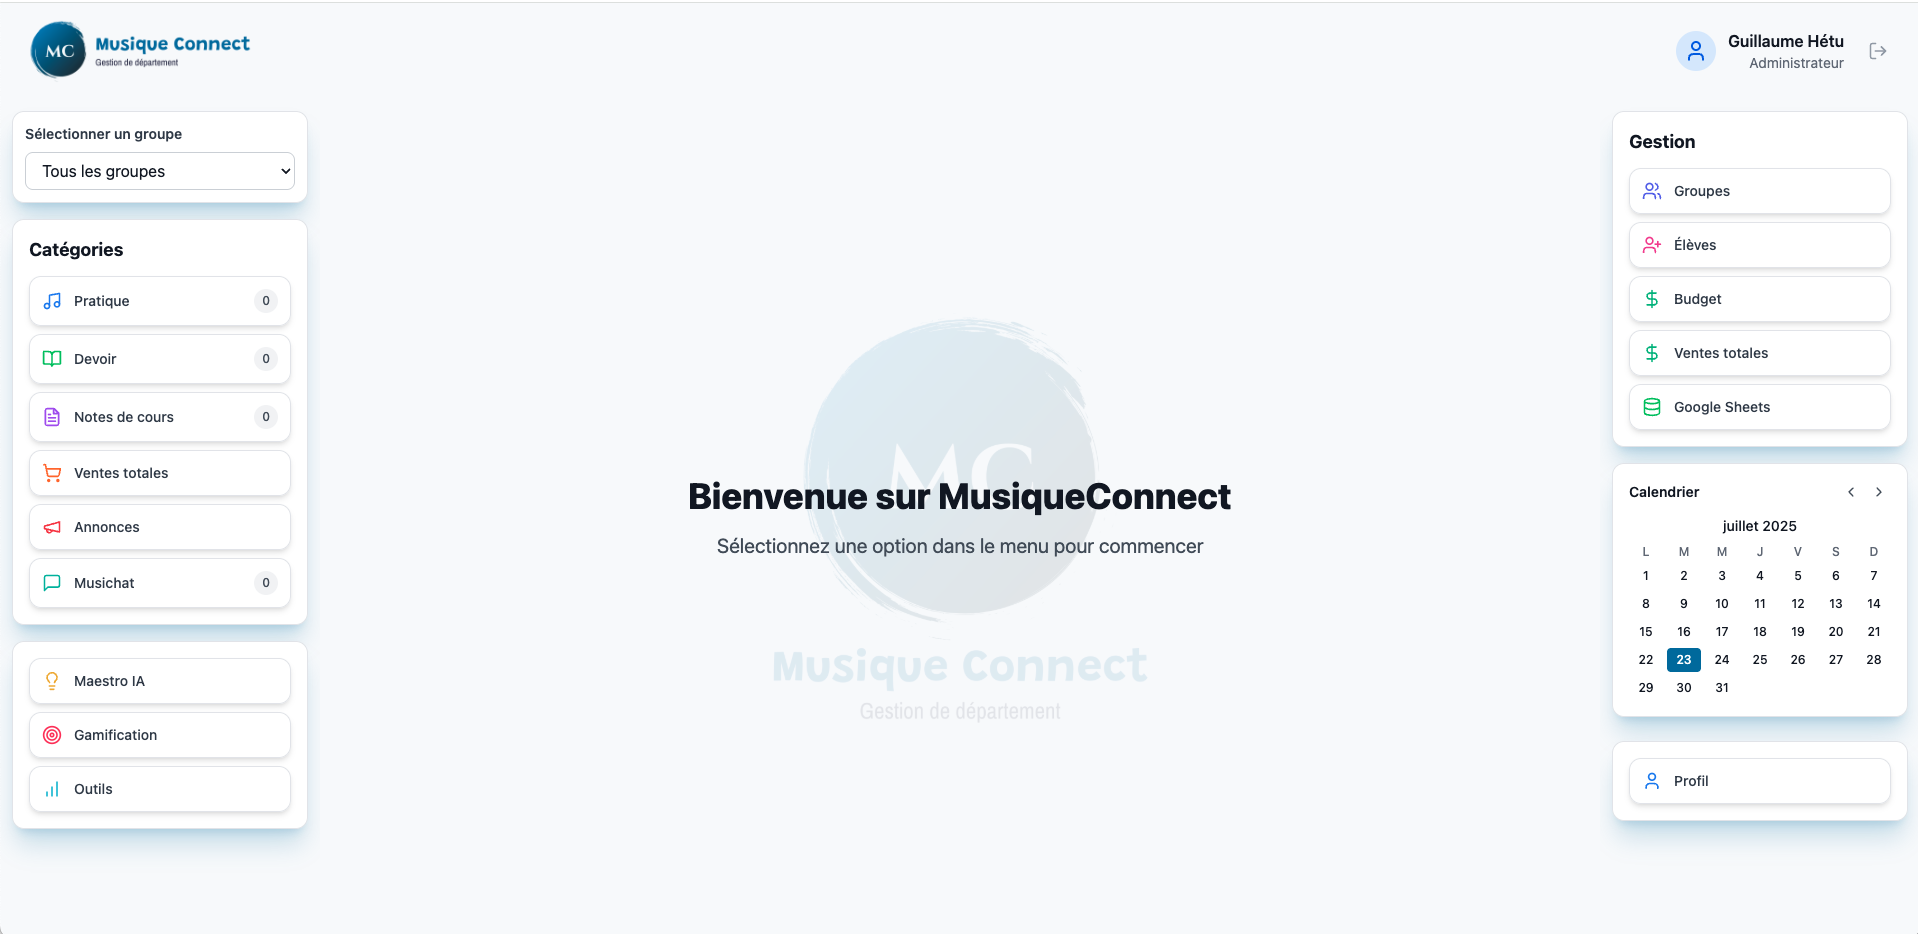 MC
Musique Connect
Gestion de département
Guillaume Hétu
Administrateur
Sélectionner un groupe
Tous les groupes
Catégories
Pratique 0
Devoir 0
Notes de cours 0
Ventes totales
Annonces
Musichat 0
Maestro IA
Gamification
Outils
MC
Bienvenue sur MusiqueConnect
Sélectionnez une option dans le menu pour commencer
Musique Connect
Gestion de département
Gestion
Groupes
Élèves
Budget
Ventes totales
Google Sheets
Calendrier
juillet 2025
L M M J V S D
1 2 3 4 5 6 7
8 9 10 11 12 13 14
15 16 17 18 19 20 21
22 23 24 25 26 27 28
29 30 31
Profil